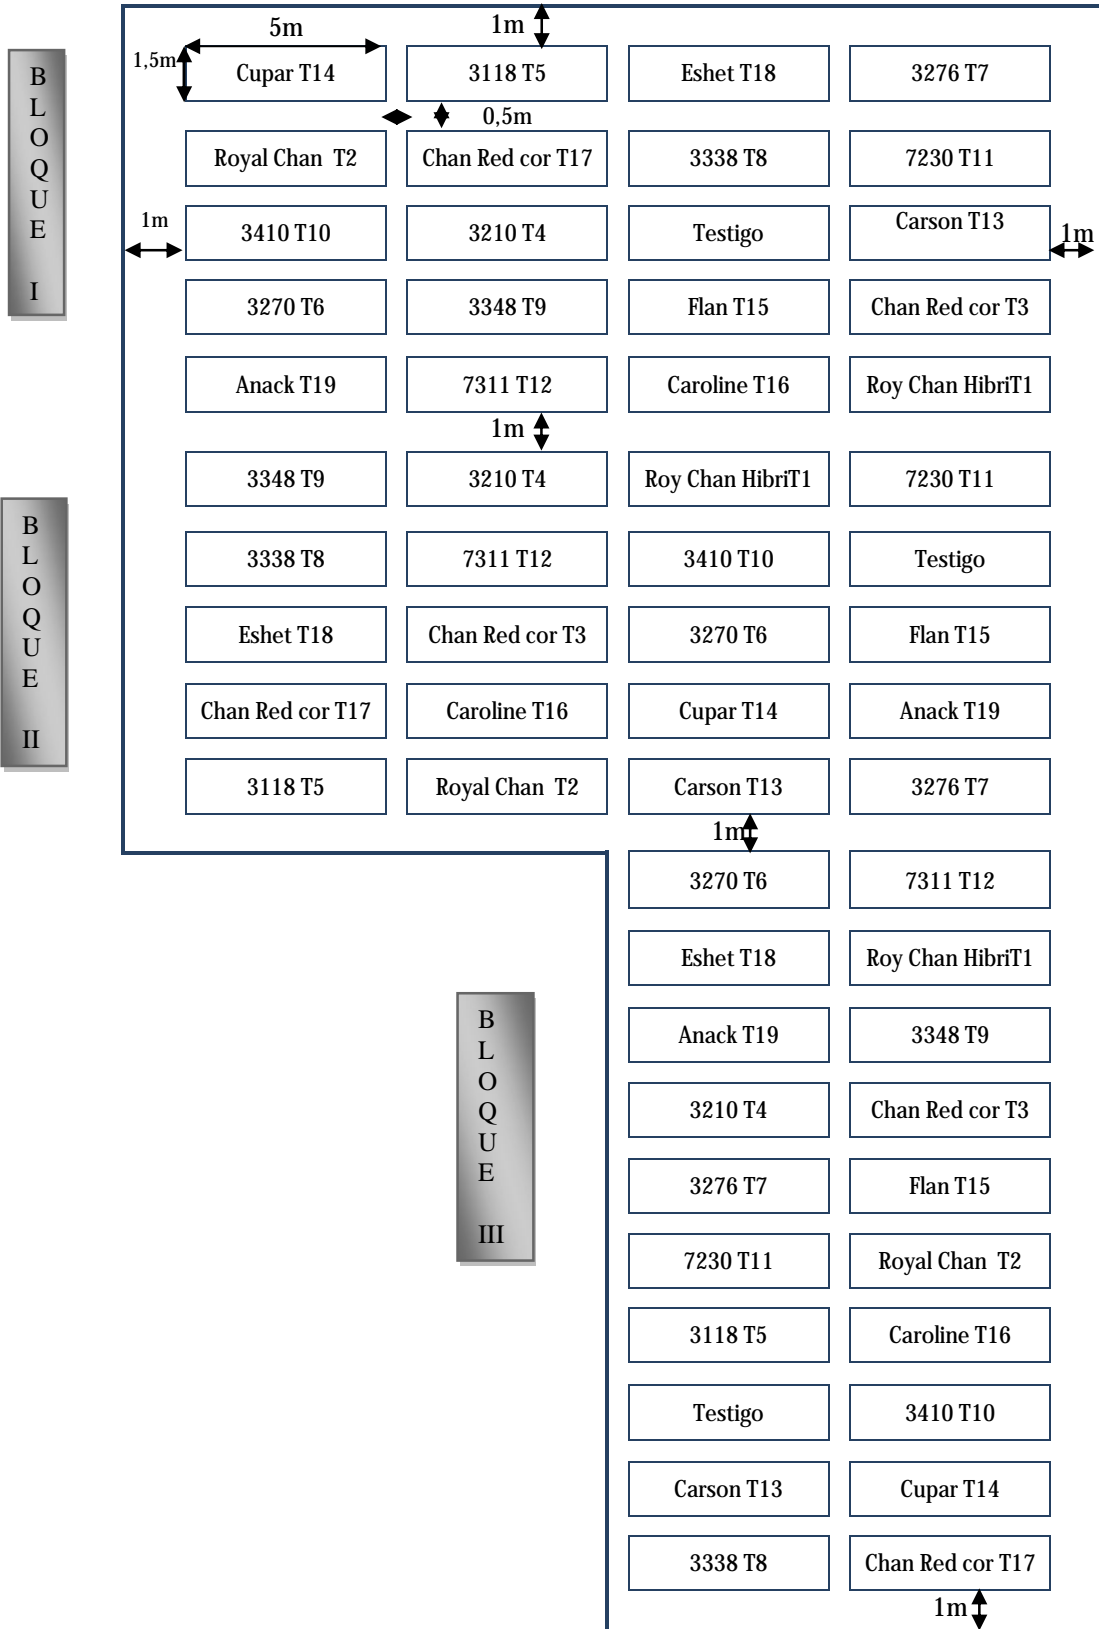 1m
5m
1,5m
Cupar T14
3118 T5
Eshet T18
3276 T7
0,5m
B
L
O
Q
U
E
I
Royal Chan T2
Chan Red cor T17
3338 T8
7230 T11
1m
3410 T10
3210 T4
Testigo
Carson T13
1m
3270 T6
3348 T9
Flan T15
Chan Red cor T3
Anack T19
7311 T12
Caroline T16
Roy Chan HibriT1
1m
3348 T9
3210 T4
Roy Chan HibriT1
7230 T11
B
L
O
Q
U
E
II
3338 T8
7311 T12
3410 T10
Testigo
Eshet T18
Chan Red cor T3
3270 T6
Flan T15
Chan Red cor T17
Caroline T16
Cupar T14
Anack T19
3118 T5
Royal Chan T2
Carson T13
3276 T7
1m
3270 T6
7311 T12
Eshet T18
Roy Chan HibriT1
B
L
O
Q
U
E
III
Anack T19
3348 T9
3210 T4
Chan Red cor T3
3276 T7
Flan T15
7230 T11
Royal Chan T2
3118 T5
Caroline T16
Testigo
3410 T10
Carson T13
Cupar T14
3338 T8
Chan Red cor T17
1m